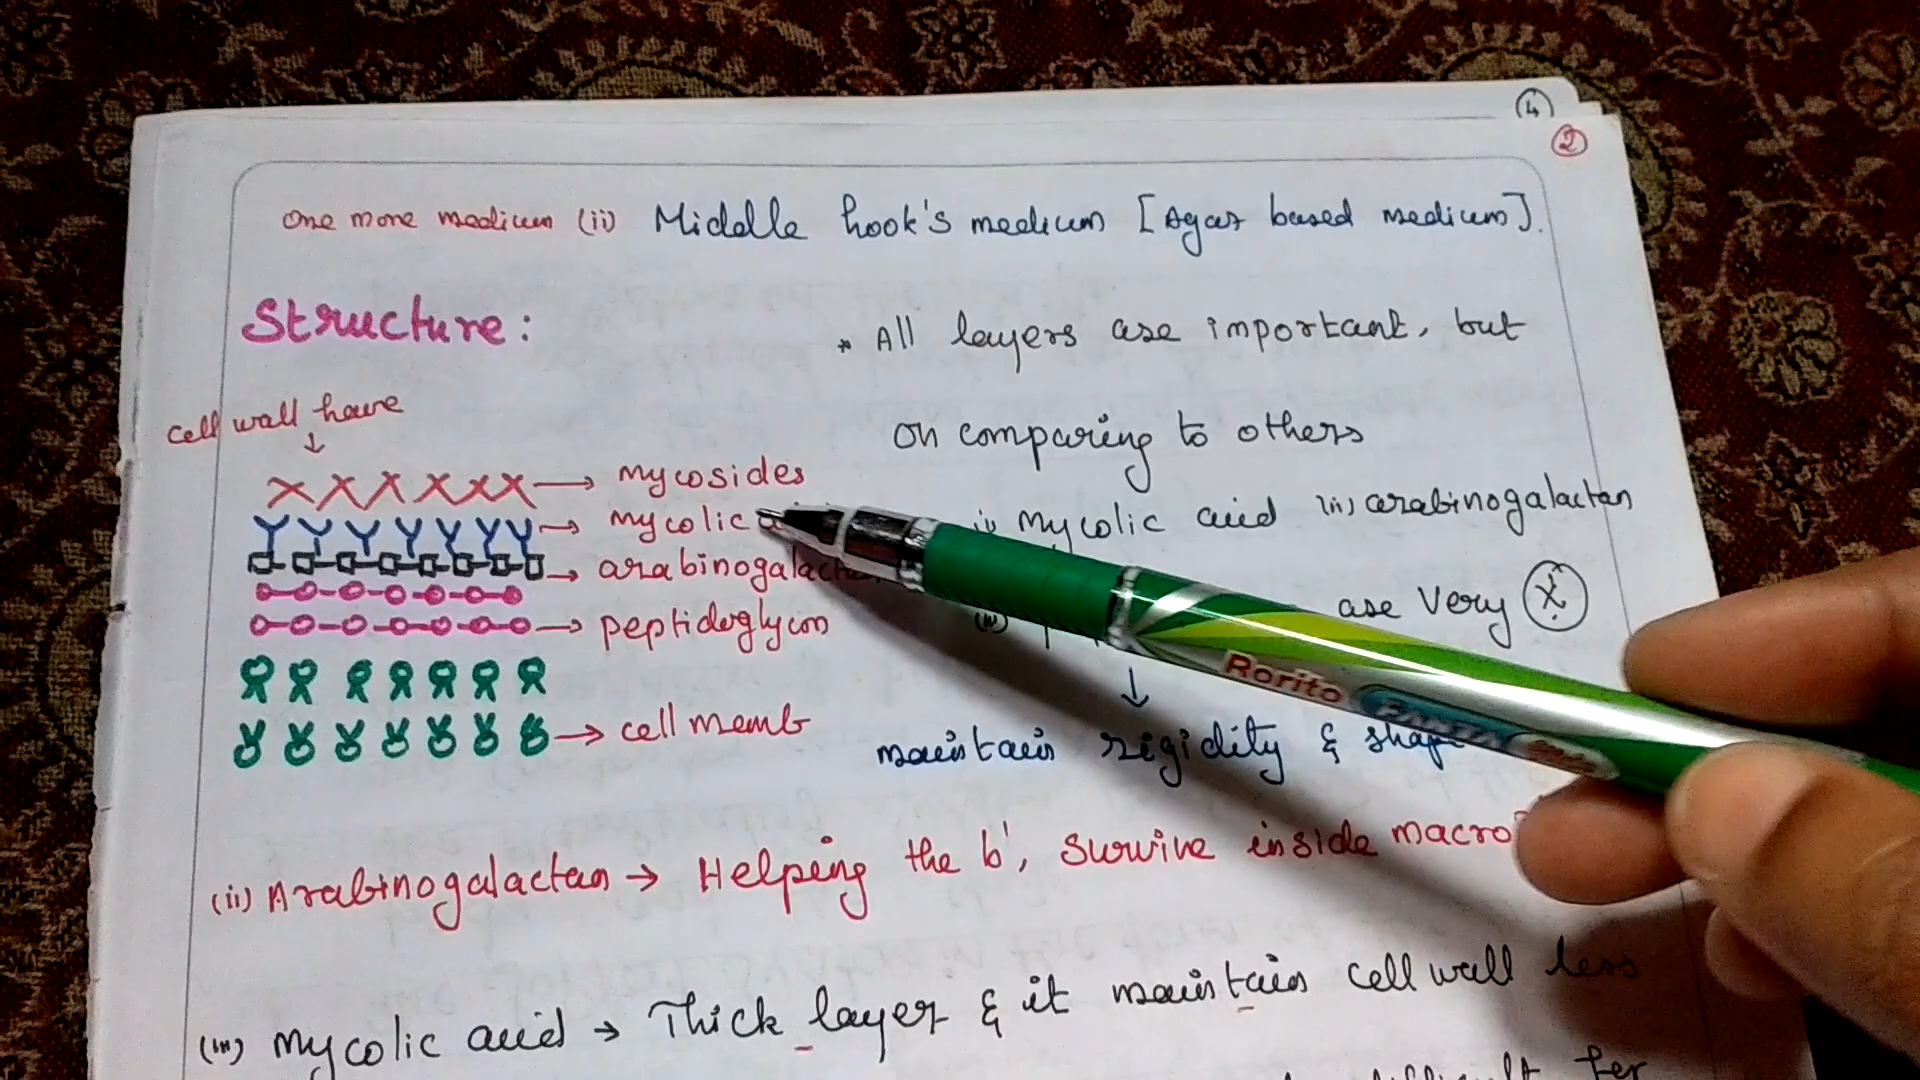 4
2
one more medium (ii) Middle hook's medium [Agar based medium].
Structure:
* All layers are important, but
cell wall have
on comparing to others
mycosides
mycolic
(i) Mycolic acid (ii) arabinogalactan
arabinogalactan
are very
peptidoglycan
cell memb
maintain rigidity & shape
(ii) Arabinogalactan → Helping the b', survive inside macro
(iii) Mycolic acid → Thick layer & it maintain cell wall less
Rorito